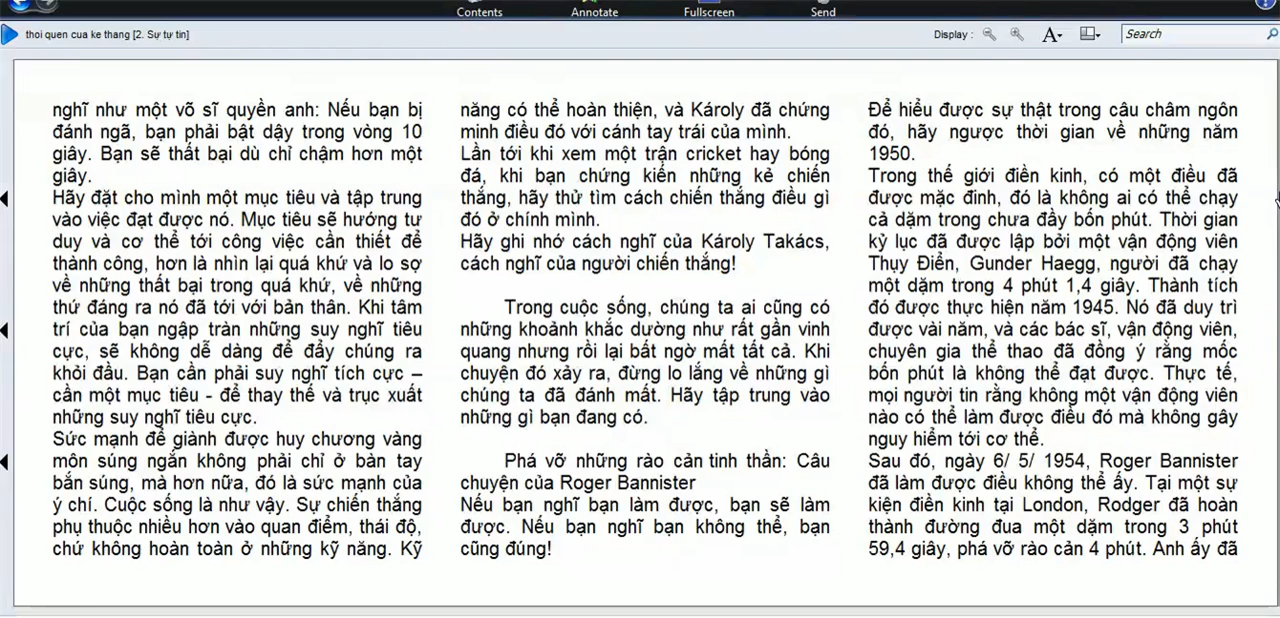 Contents Annotate Fullscreen Send
thoi quen cua ke thang [2. Sự tự tin]
Display :
A
Search
nghĩ như một võ sĩ quyền anh: Nếu bạn bị
đánh ngã, bạn phải bật dậy trong vòng 10
giây. Bạn sẽ thất bại dù chỉ chậm hơn một
giây.
Hãy đặt cho mình một mục tiêu và tập trung
vào việc đạt được nó. Mục tiêu sẽ hướng tư
duy và cơ thể tới công việc cần thiết để
thành công, hơn là nhìn lại quá khứ và lo sợ
về những thất bại trong quá khứ, về những
thứ đáng ra nó đã tới với bản thân. Khi tâm
trí của bạn ngập tràn những suy nghĩ tiêu
cực, sẽ không dễ dàng để đẩy chúng ra
khỏi đầu. Bạn cần phải suy nghĩ tích cực –
cần một mục tiêu - để thay thế và trục xuất
những suy nghĩ tiêu cực.
Sức mạnh để giành được huy chương vàng
môn súng ngắn không phải chỉ ở bàn tay
bắn súng, mà hơn nữa, đó là sức mạnh của
ý chí. Cuộc sống là như vậy. Sự chiến thắng
phụ thuộc nhiều hơn vào quan điểm, thái độ,
chứ không hoàn toàn ở những kỹ năng. Kỹ
năng có thể hoàn thiện, và Károly đã chứng
minh điều đó với cánh tay trái của mình.
Lần tới khi xem một trận cricket hay bóng
đá, khi bạn chứng kiến những kẻ chiến
thắng, hãy thử tìm cách chiến thắng điều gì
đó ở chính mình.
Hãy ghi nhớ cách nghĩ của Károly Takács,
cách nghĩ của người chiến thắng!
Trong cuộc sống, chúng ta ai cũng có
những khoảnh khắc dường như rất gần vinh
quang nhưng rồi lại bất ngờ mất tất cả. Khi
chuyện đó xảy ra, đừng lo lắng về những gì
chúng ta đã đánh mất. Hãy tập trung vào
những gì bạn đang có.
Phá vỡ những rào cản tinh thần: Câu
chuyện của Roger Bannister
Nếu bạn nghĩ bạn làm được, bạn sẽ làm
được. Nếu bạn nghĩ bạn không thể, bạn
cũng đúng!
Để hiểu được sự thật trong câu châm ngôn
đó, hãy ngược thời gian về những năm
1950.
Trong thế giới điền kinh, có một điều đã
được mặc đinh, đó là không ai có thể chạy
cả dặm trong chưa đầy bốn phút. Thời gian
kỷ lục đã được lập bởi một vận động viên
Thụy Điển, Gunder Haegg, người đã chạy
một dặm trong 4 phút 1,4 giây. Thành tích
đó được thực hiện năm 1945. Nó đã duy trì
được vài năm, và các bác sĩ, vận động viên,
chuyên gia thể thao đã đồng ý rằng mốc
bốn phút là không thể đạt được. Thực tế,
mọi người tin rằng không một vận động viên
nào có thể làm được điều đó mà không gây
nguy hiểm tới cơ thể.
Sau đó, ngày 6/ 5/ 1954, Roger Bannister
đã làm được điều không thể ấy. Tại một sự
kiện điền kinh tại London, Rodger đã hoàn
thành đường đua một dặm trong 3 phút
59,4 giây, phá vỡ rào cản 4 phút. Anh ấy đã